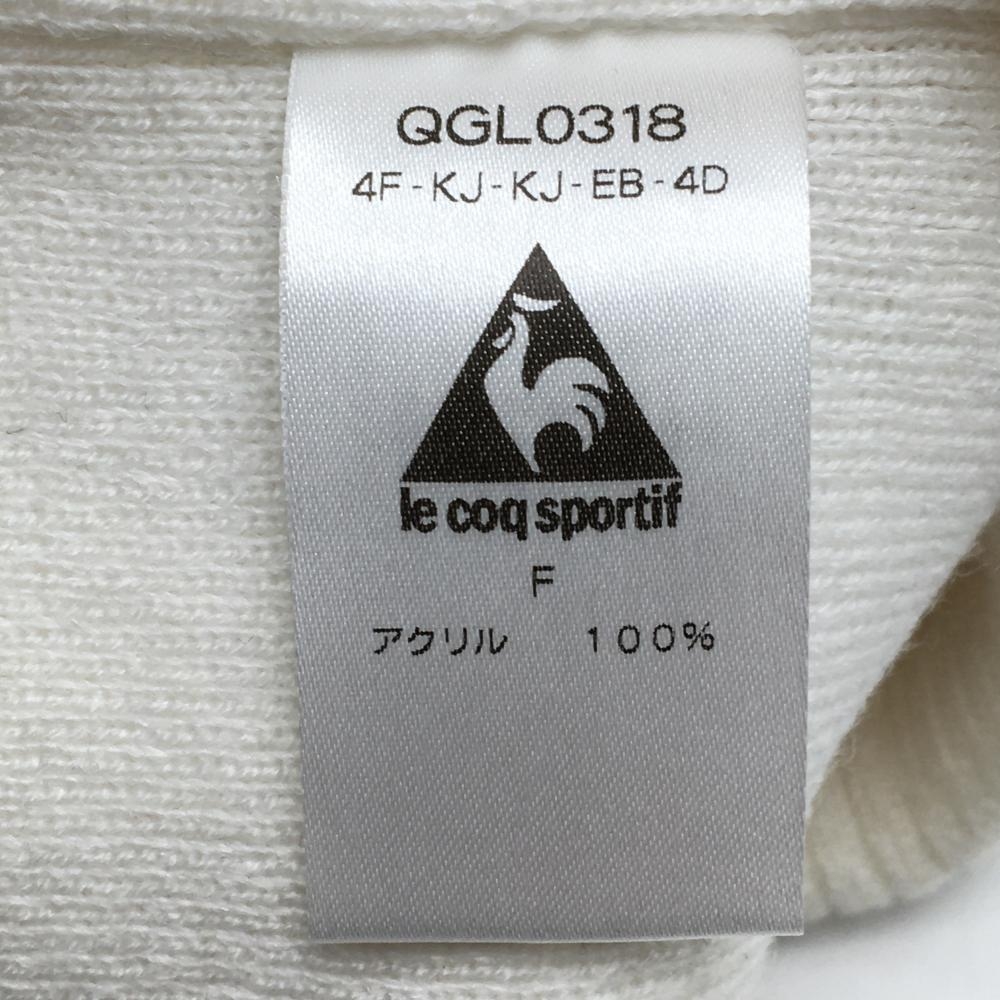 QGL0318
4F-KJ-KJ-EB-4D
le coq sportif
F
アクリル　100%